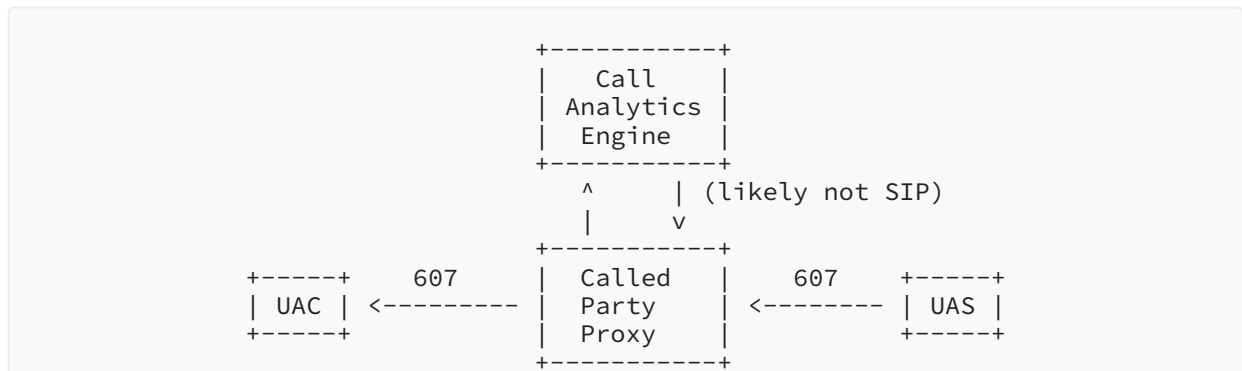 +-----------+
|   Call    |
| Analytics |
|  Engine   |
+-----------+
^     | (likely not SIP)
|     v
+-----------+
+-----+    607     |  Called   |    607    +-----+
| UAC | <--------- |  Party    | <-------- | UAS |
+-----+            |  Proxy    |           +-----+
+-----------+